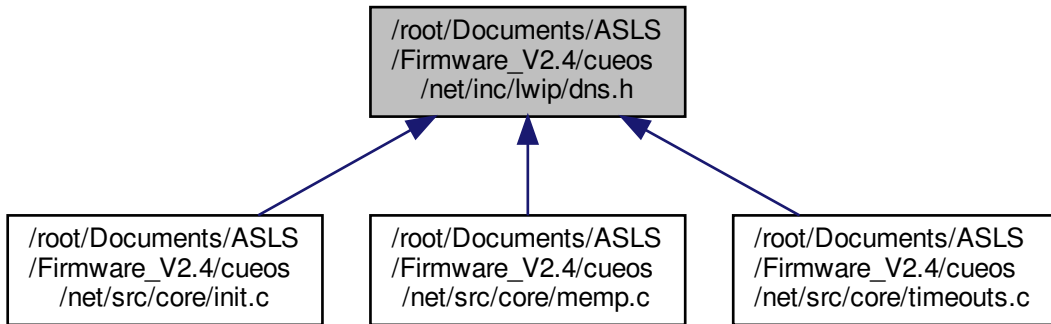 /root/Documents/ASLS
/Firmware_V2.4/cueos
/net/inc/lwip/dns.h
/root/Documents/ASLS
/Firmware_V2.4/cueos
/net/src/core/init.c
/root/Documents/ASLS
/Firmware_V2.4/cueos
/net/src/core/memp.c
/root/Documents/ASLS
/Firmware_V2.4/cueos
/net/src/core/timeouts.c